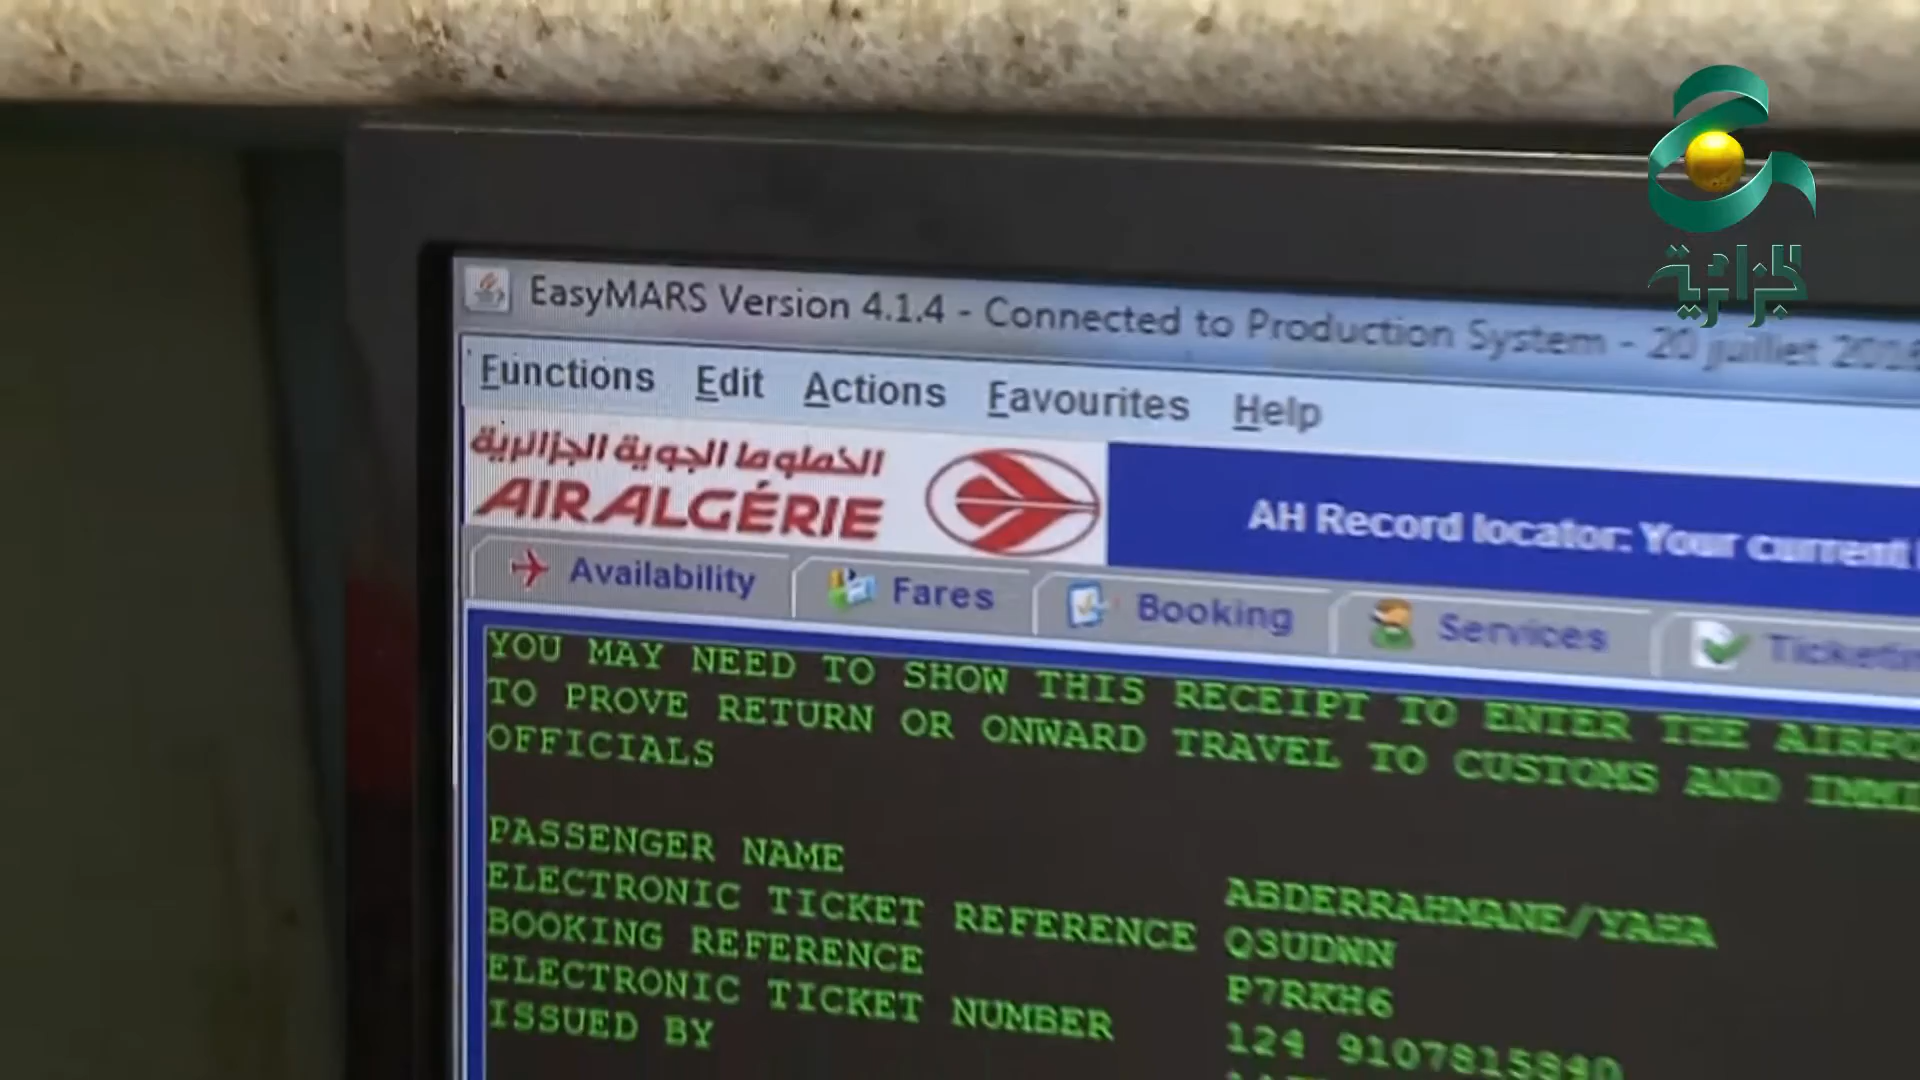 الجزائرية
EasyMARS Version 4.1.4 - Connected to Production System - 20 juillet
Functions Edit Actions Favourites Help
الخطوط الجوية الجزائرية
AIR ALGÉRIE
AH Record locator: Your current
Availability Fares Booking Services
YOU MAY NEED TO SHOW THIS RECEIPT TO ENTER THE
TO PROVE RETURN OR ONWARD TRAVEL TO CUSTOMS AND
OFFICIALS
PASSENGER NAME ABDERRAHMANE/YAHA
ELECTRONIC TICKET REFERENCE Q3UDWN
BOOKING REFERENCE P7RKH6
ELECTRONIC TICKET NUMBER 124
ISSUED BY